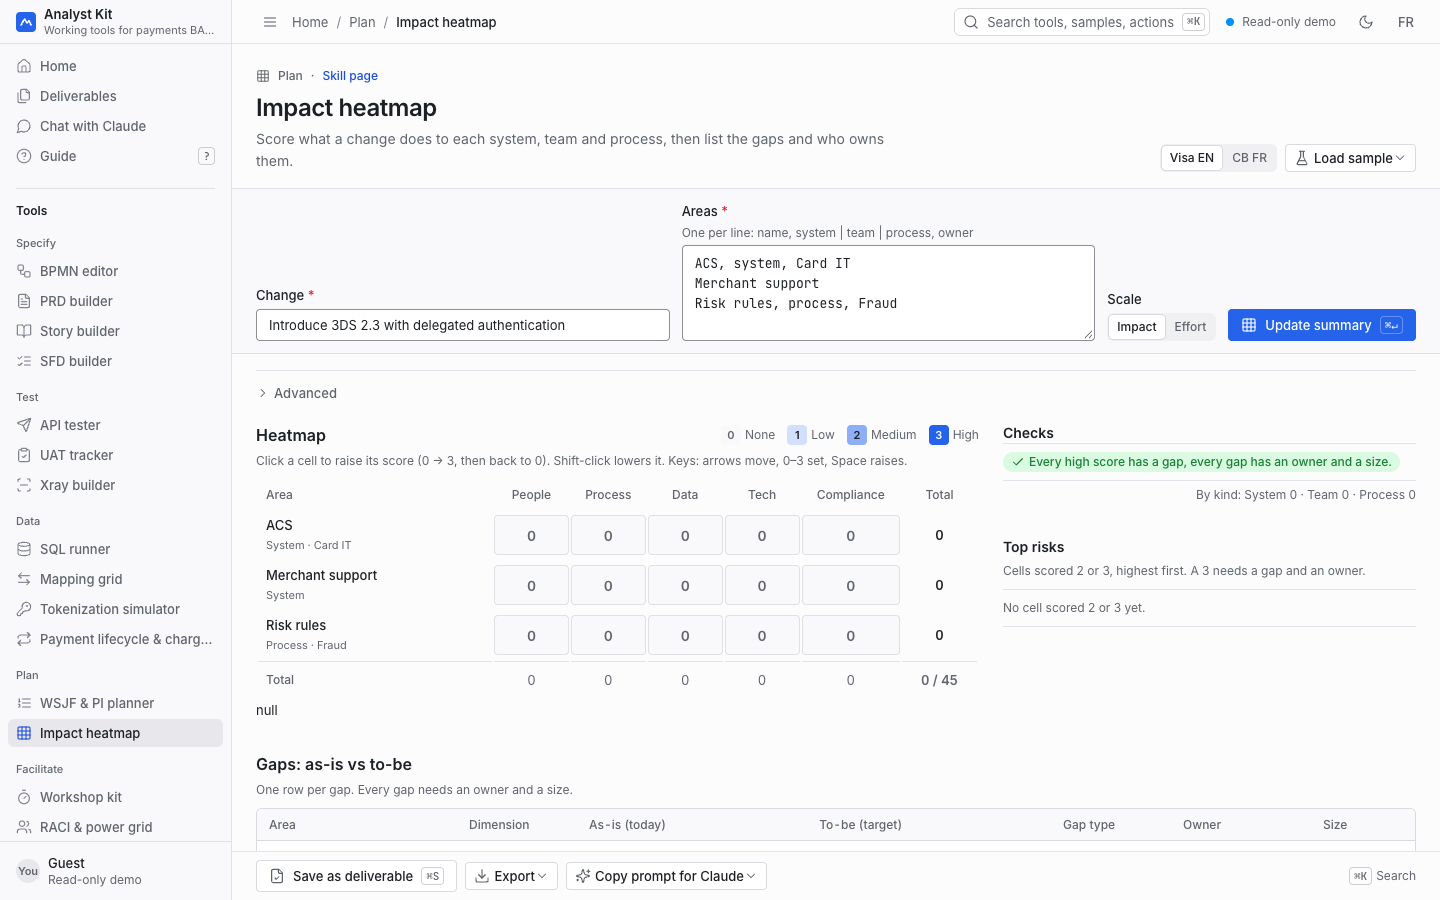 Analyst Kit
Working tools for payments BA...
Home
Deliverables
Chat with Claude
Guide
?
Tools
Specify
BPMN editor
PRD builder
Story builder
SFD builder
Test
API tester
UAT tracker
Xray builder
Data
SQL runner
Mapping grid
Tokenization simulator
Payment lifecycle & charg...
Plan
WSJF & PI planner
Impact heatmap
Facilitate
Workshop kit
RACI & power grid
You
Guest
Read-only demo
Home / Plan / Impact heatmap
Search tools, samples, actions ⌘K
Read-only demo
FR
Plan · Skill page
Impact heatmap
Score what a change does to each system, team and process, then list the gaps and who owns
them.
Visa EN CB FR
Load sample
Change *
Introduce 3DS 2.3 with delegated authentication
Areas *
One per line: name, system | team | process, owner
ACS, system, Card IT
Merchant support
Risk rules, process, Fraud
Scale
Impact Effort
Update summary ⌘↵
Advanced
Heatmap
0 None 1 Low 2 Medium 3 High
Click a cell to raise its score (0 → 3, then back to 0). Shift-click lowers it. Keys: arrows move, 0–3 set, Space raises.
Area People Process Data Tech Compliance Total
ACS
System · Card IT
0 0 0 0 0 0
Merchant support
System
0 0 0 0 0 0
Risk rules
Process · Fraud
0 0 0 0 0 0
Total 0 0 0 0 0 0 / 45
null
Checks
Every high score has a gap, every gap has an owner and a size.
By kind: System 0 · Team 0 · Process 0
Top risks
Cells scored 2 or 3, highest first. A 3 needs a gap and an owner.
No cell scored 2 or 3 yet.
Gaps: as-is vs to-be
One row per gap. Every gap needs an owner and a size.
Area Dimension As-is (today) To-be (target) Gap type Owner Size
Save as deliverable ⌘S
Export
Copy prompt for Claude
⌘K Search